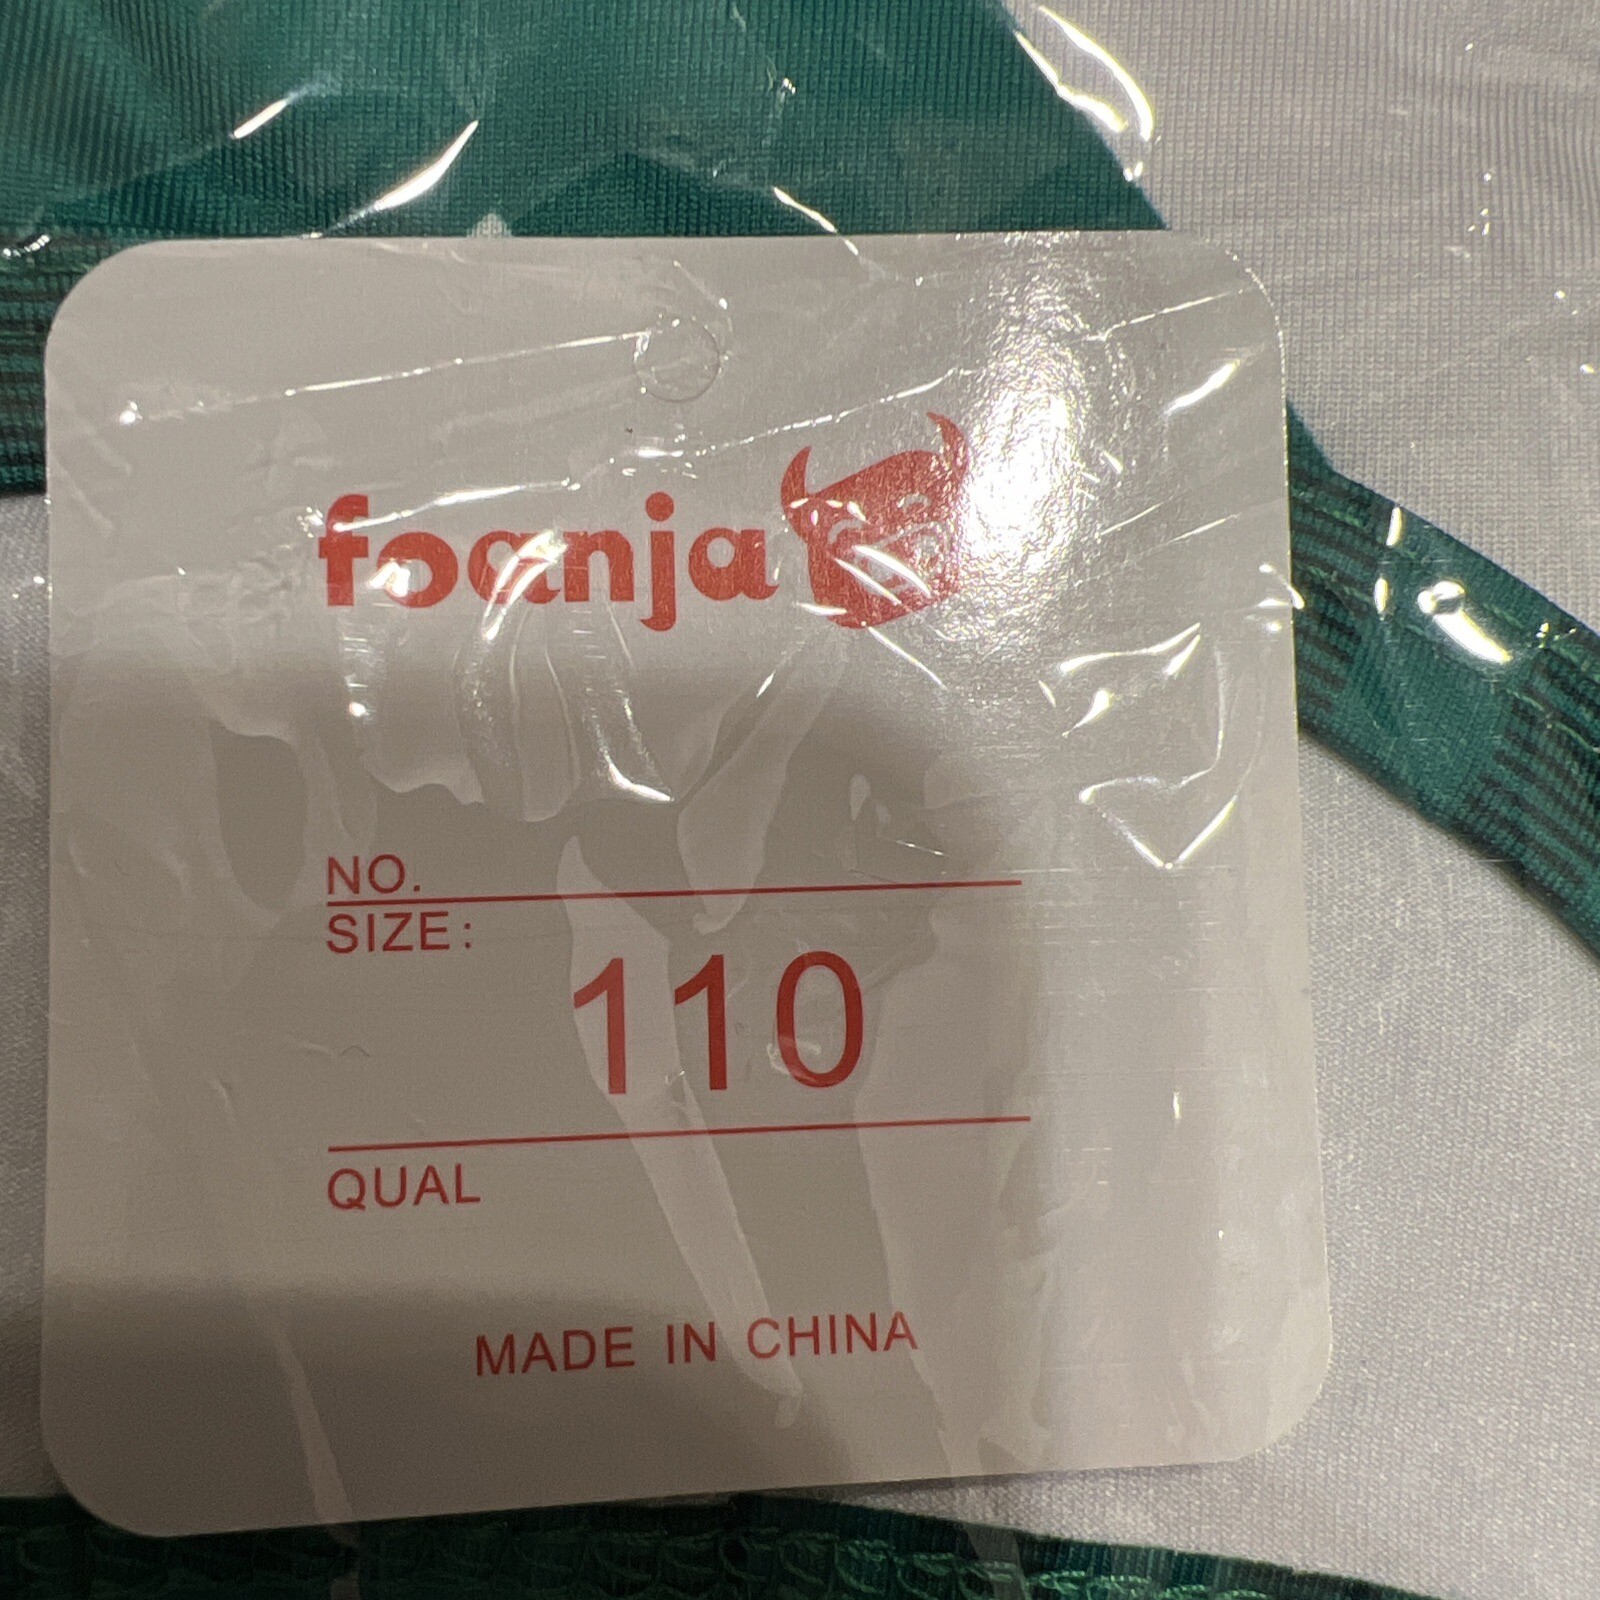 foanja
NO.
SIZE:
110
QUAL
MADE IN CHINA